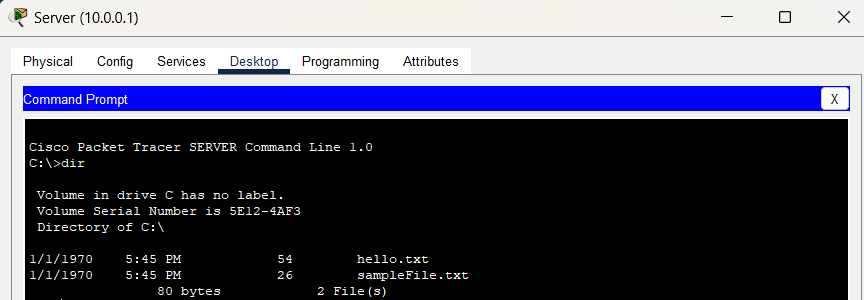 Server (10.0.0.1)
Physical Config Services Desktop Programming Attributes
Command Prompt X
Cisco Packet Tracer SERVER Command Line 1.0
C:\>dir
Volume in drive C has no label.
Volume Serial Number is 5E12-4AF3
Directory of C:\
1/1/1970 5:45 PM 54 hello.txt
1/1/1970 5:45 PM 26 sampleFile.txt
80 bytes 2 File(s)